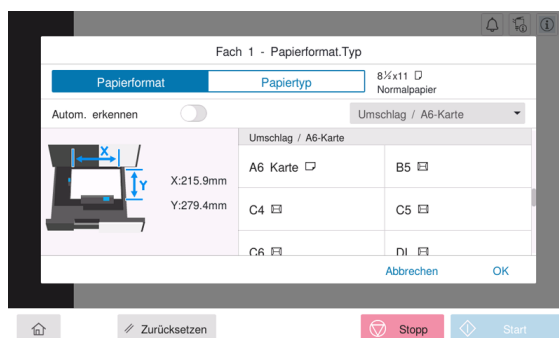 Fach 1 - Papierformat.Typ
Papierformat
Papiertyp
8½x11
Normalpapier
Autom. erkennen
Umschlag / A6-Karte
Umschlag / A6-Karte
X
Y
X:215.9mm
Y:279.4mm
A6 Karte
B5
C4
C5
C6
DL
Abbrechen
OK
Zurücksetzen
Stopp
Start